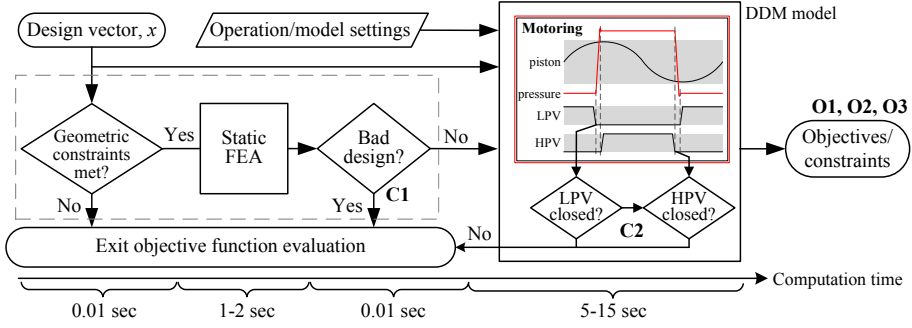 Design vector, x
Operation/model settings
DDM model
Motoring
piston
pressure
LPV
HPV
O1, O2, O3
Objectives/
constraints
Geometric
constraints
met?
Yes
No
Static
FEA
Bad
design?
No
C1
Yes
LPV
closed?
HPV
closed?
C2
No
Exit objective function evaluation
Computation time
0.01 sec
1-2 sec
0.01 sec
5-15 sec